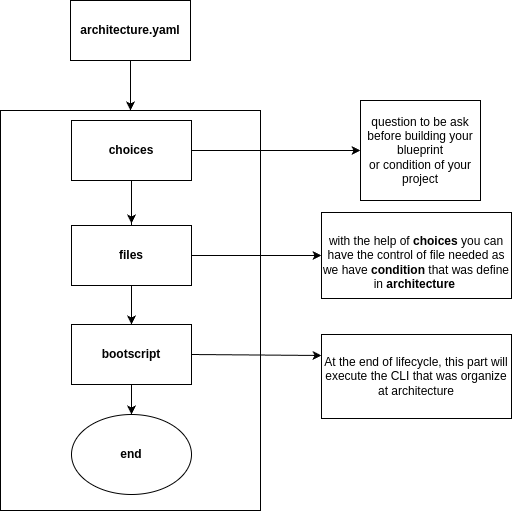 architecture.yaml
choices
question to be ask
before building your
blueprint
or condition of your
project
files
with the help of choices you can
have the control of file needed as
we have condition that was define
in architecture
bootscript
At the end of lifecycle, this part will
execute the CLI that was organize
at architecture
end